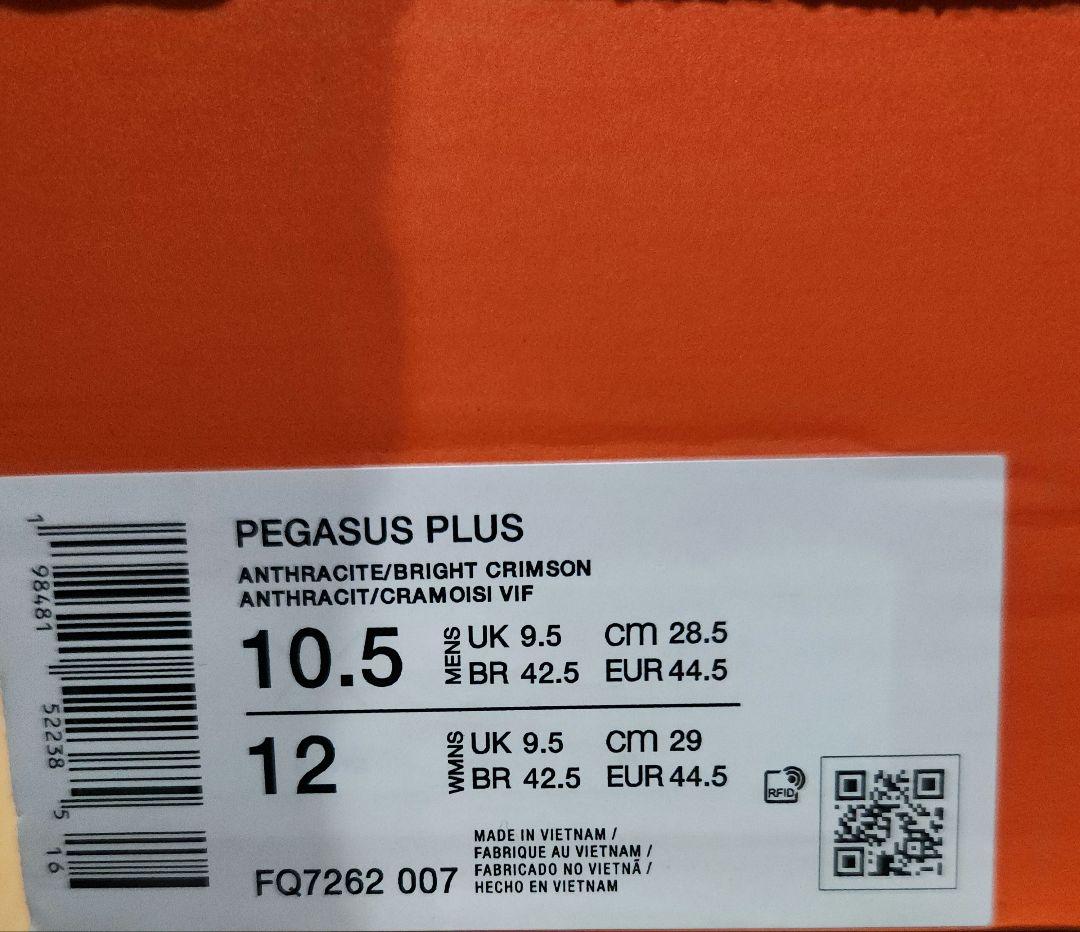 PEGASUS PLUS
ANTHRACITE/BRIGHT CRIMSON
ANTHRACIT/CRAMOISI VIF
10.5 MENS UK 9.5 CM 28.5
BR 42.5 EUR 44.5
12 WMNS UK 9.5 CM 29
BR 42.5 EUR 44.5
RFID
MADE IN VIETNAM /
FABRIQUE AU VIETNAM /
FABRICADO NO VIETNÃ /
HECHO EN VIETNAM
FQ7262 007
1 98481 52238 5 16